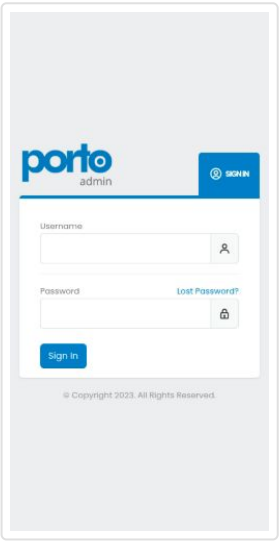 porto
admin
SIGN IN
Username
Password
Lost Password?
Sign In
© Copyright 2023. All Rights Reserved.